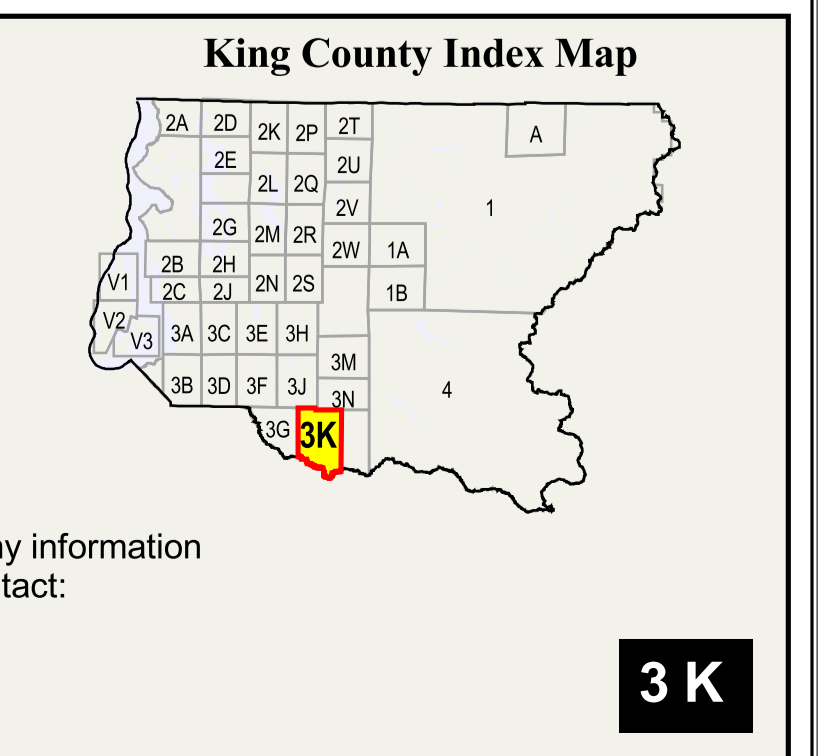 King County Index Map
2A 2D 2K 2P 2T A
2E 2L 2Q 2U
2V 1
2G 2M 2R
2W 1A
2B 2H
V1 2C 2J 2N 2S 1B
V2 V3 3A 3C 3E 3H
3M
3B 3D 3F 3J 3N 4
3G 3K
ny information
tact:
3 K